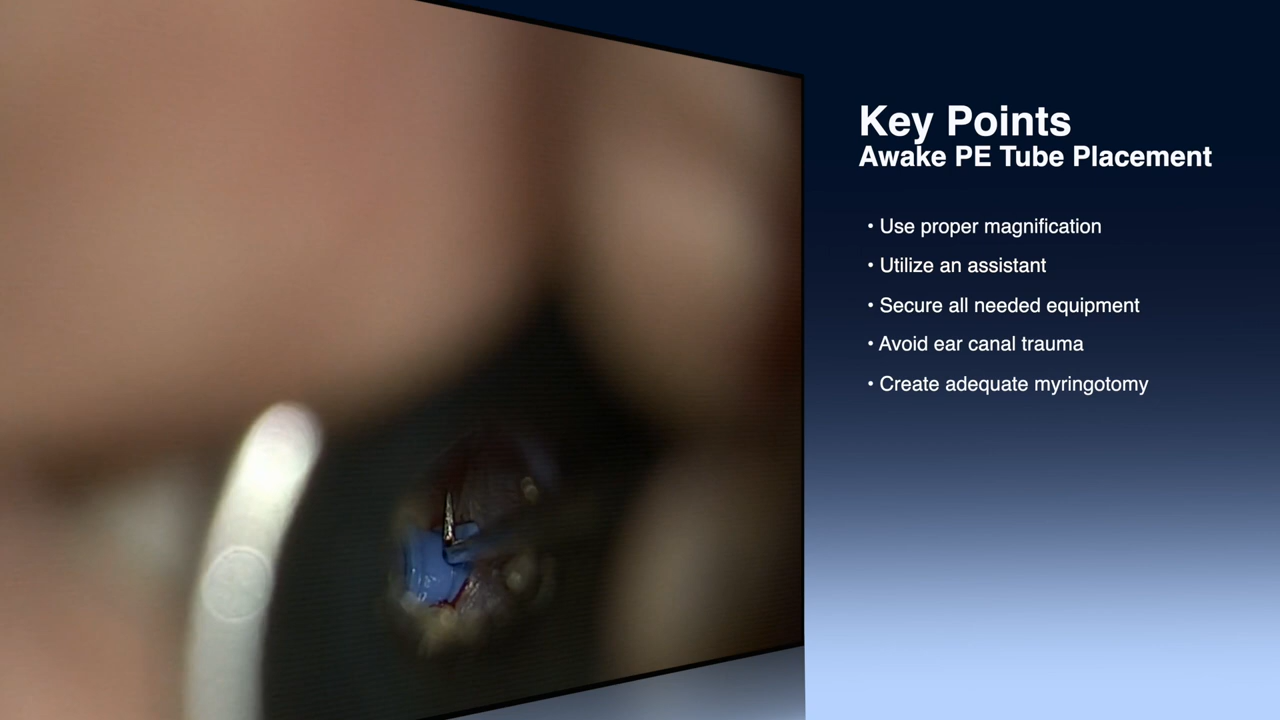 Key Points
Awake PE Tube Placement
• Use proper magnification
• Utilize an assistant
• Secure all needed equipment
• Avoid ear canal trauma
• Create adequate myringotomy